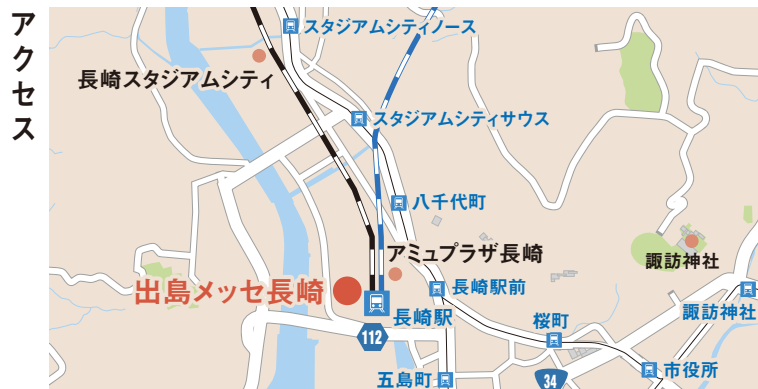 アクセス
スタジアムシティノース
長崎スタジアムシティ
スタジアムシティサウス
八千代町
アミュプラザ長崎
諏訪神社
出島メッセ長崎
長崎駅前
諏訪神社
長崎駅
112
桜町
市役所
五島町
34